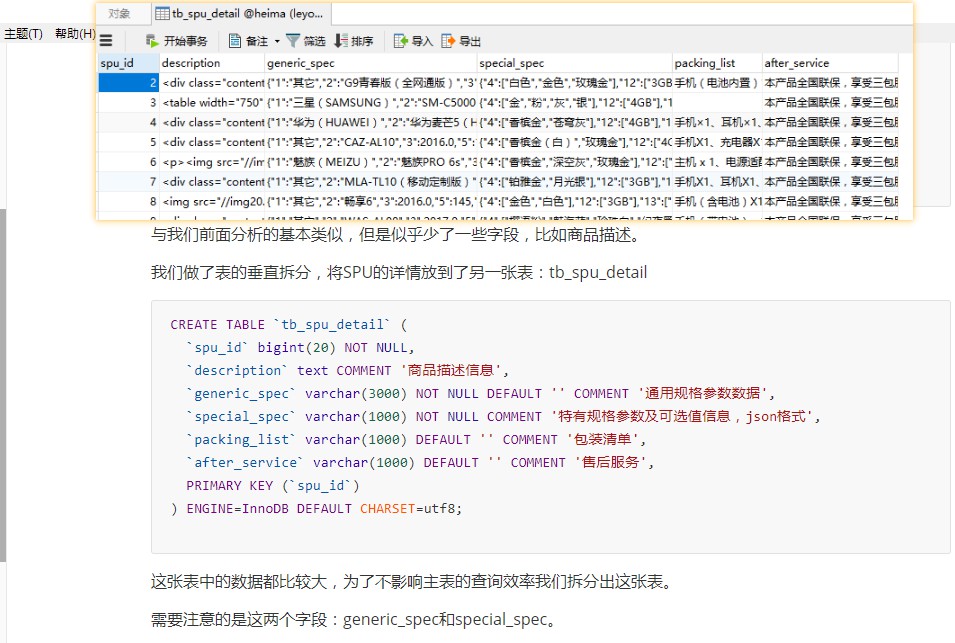 对象 tb_spu_detail @heima (leyo...
主题(T) 帮助(H)
开始事务 备注 筛选 排序 导入 导出
spu_id description generic_spec special_spec packing_list after_service
2 <div class="content {"1":"其它","2":"G9青春版（全网通版）","3" {"4":["白色","金色","玫瑰金"],"12":["3GB 手机（电池内置） 本产品全国联保，享受三包服
3 <table width="750" {"1":"三星（SAMSUNG）","2":"SM-C5000 {"4":["金","粉","灰","银"],"12":["4GB"],"1 本产品全国联保，享受三包服
4 <div class="content {"1":"华为（HUAWEI）","2":"华为麦芒5（H {"4":["香槟金","苍穹灰"],"12":["4GB"],"1 手机×1、耳机×1、 本产品全国联保，享受三包服
5 <div class="content {"1":"其它","2":"CAZ-AL10","3":2016.0,"5": {"4":["香槟金（白）","玫瑰金"],"12":["4G 手机X1、充电器X 本产品全国联保，享受三包服
6 <p><img src="//im {"1":"魅族（MEIZU）","2":"魅族PRO 6s","3 {"4":["香槟金","深空灰","玫瑰金"],"12":[" 主机 x 1、电源适配 本产品全国联保，享受三包服
7 <div class="content {"1":"其它","2":"MLA-TL10（移动定制版）" {"4":["铂雅金","月光银"],"12":["3GB"],"1 手机X1、耳机X1、 本产品全国联保，享受三包服
8 <img src="//img20. {"1":"其它","2":"畅享6","3":2016.0,"5":145, {"4":["金色","白色"],"12":["3GB"],"13":[" 手机（含电池）X1 本产品全国联保，享受三包服
与我们前面分析的基本类似，但是似乎少了一些字段，比如商品描述。
我们做了表的垂直拆分，将SPU的详情放到了另一张表：tb_spu_detail
CREATE TABLE `tb_spu_detail` (
`spu_id` bigint(20) NOT NULL,
`description` text COMMENT '商品描述信息',
`generic_spec` varchar(3000) NOT NULL DEFAULT '' COMMENT '通用规格参数数据',
`special_spec` varchar(1000) NOT NULL COMMENT '特有规格参数及可选值信息，json格式',
`packing_list` varchar(1000) DEFAULT '' COMMENT '包装清单',
`after_service` varchar(1000) DEFAULT '' COMMENT '售后服务',
PRIMARY KEY (`spu_id`)
) ENGINE=InnoDB DEFAULT CHARSET=utf8;
这张表中的数据都比较大，为了不影响主表的查询效率我们拆分出这张表。
需要注意的是这两个字段：generic_spec和special_spec。